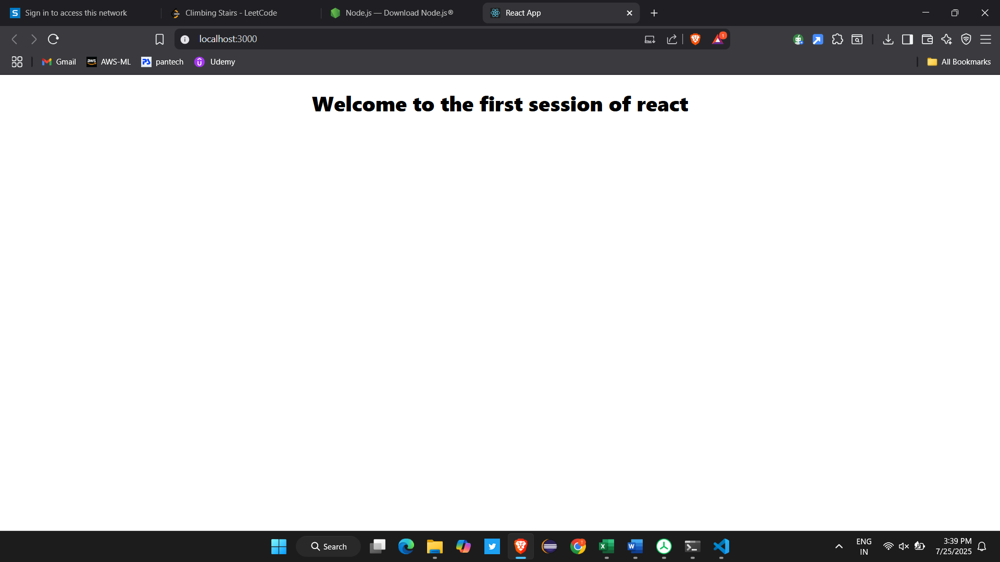 Sign in to access this network
Climbing Stairs - LeetCode
Node.js — Download Node.js®
React App
localhost:3000
1
Gmail
aws
AWS-ML
pantech
Udemy
All Bookmarks
Welcome to the first session of react
Search
ENG
IN
3:39 PM
7/25/2025